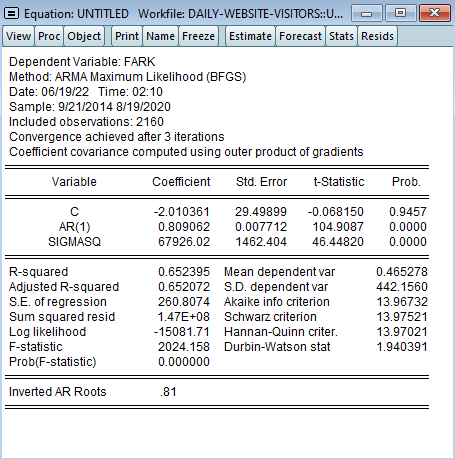 Equation: UNTITLED Workfile: DAILY-WEBSITE-VISITORS::U...
View Proc Object Print Name Freeze Estimate Forecast Stats Resids
Dependent Variable: FARK
Method: ARMA Maximum Likelihood (BFGS)
Date: 06/19/22 Time: 02:10
Sample: 9/21/2014 8/19/2020
Included observations: 2160
Convergence achieved after 3 iterations
Coefficient covariance computed using outer product of gradients
Variable Coefficient Std. Error t-Statistic Prob.
C -2.010361 29.49899 -0.068150 0.9457
AR(1) 0.809062 0.007712 104.9087 0.0000
SIGMASQ 67926.02 1462.404 46.44820 0.0000
R-squared 0.652395 Mean dependent var 0.465278
Adjusted R-squared 0.652072 S.D. dependent var 442.1560
S.E. of regression 260.8074 Akaike info criterion 13.96732
Sum squared resid 1.47E+08 Schwarz criterion 13.97521
Log likelihood -15081.71 Hannan-Quinn criter. 13.97021
F-statistic 2024.158 Durbin-Watson stat 1.940391
Prob(F-statistic) 0.000000
Inverted AR Roots .81